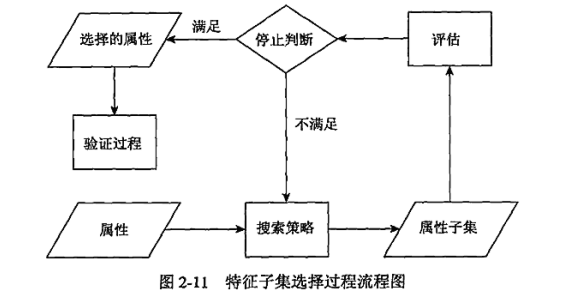 选择的属性
满足
停止判断
评估
验证过程
不满足
属性
搜索策略
属性子集
图 2-11 特征子集选择过程流程图